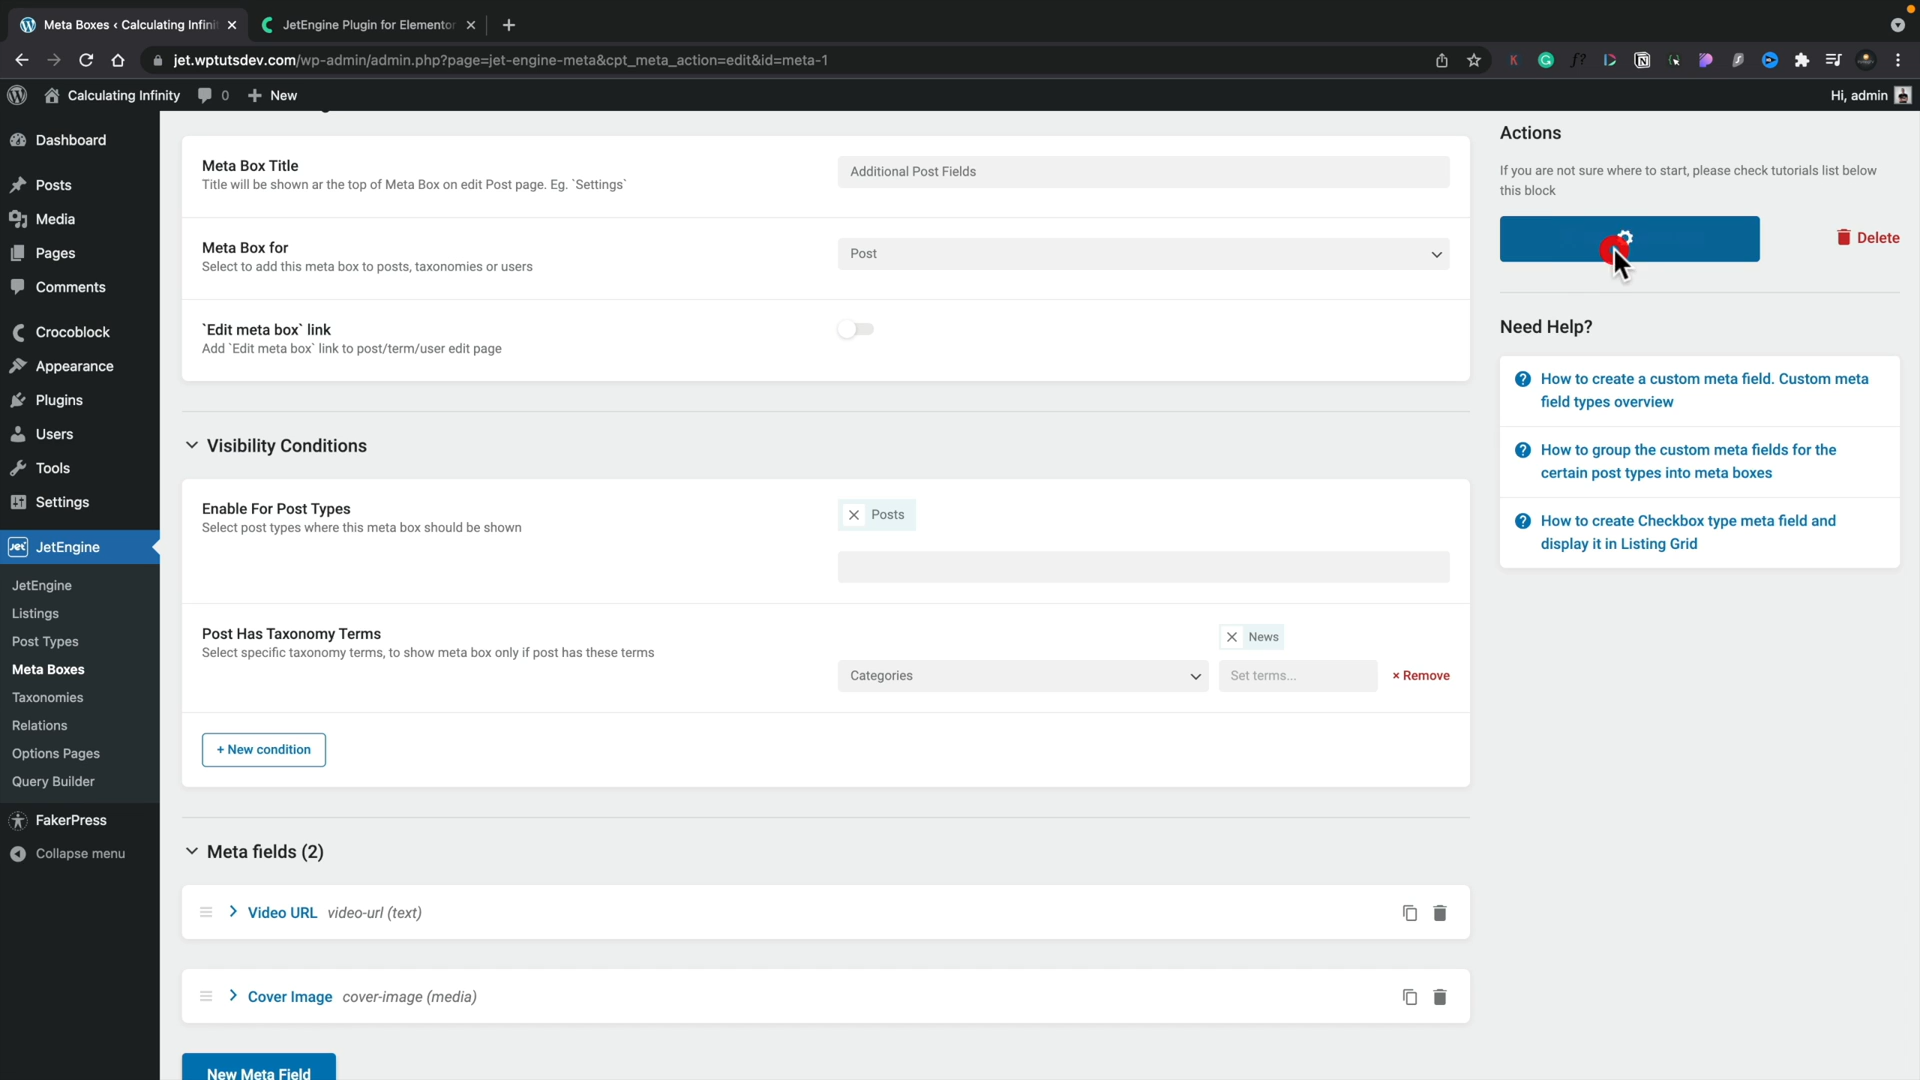 Meta Boxes ‹ Calculating Infini
JetEngine Plugin for Elementor
jet.wptutsdev.com/wp-admin/admin.php?page=jet-engine-meta&cpt_meta_action=edit&id=meta-1
Calculating Infinity
0
New
Hi, admin
Dashboard
Posts
Media
Pages
Comments
Crocoblock
Appearance
Plugins
Users
Tools
Settings
JetEngine
JetEngine
Listings
Post Types
Meta Boxes
Taxonomies
Relations
Options Pages
Query Builder
FakerPress
Collapse menu
Meta Box Title
Title will be shown ar the top of Meta Box on edit Post page. Eg. `Settings`
Additional Post Fields
Meta Box for
Select to add this meta box to posts, taxonomies or users
Post
`Edit meta box` link
Add `Edit meta box` link to post/term/user edit page
Visibility Conditions
Enable For Post Types
Select post types where this meta box should be shown
Posts
Post Has Taxonomy Terms
Select specific taxonomy terms, to show meta box only if post has these terms
News
Categories
Set terms...
× Remove
+ New condition
Meta fields (2)
Video URL video-url (text)
Cover Image cover-image (media)
New Meta Field
Actions
If you are not sure where to start, please check tutorials list below
this block
Delete
Need Help?
How to create a custom meta field. Custom meta
field types overview
How to group the custom meta fields for the
certain post types into meta boxes
How to create Checkbox type meta field and
display it in Listing Grid